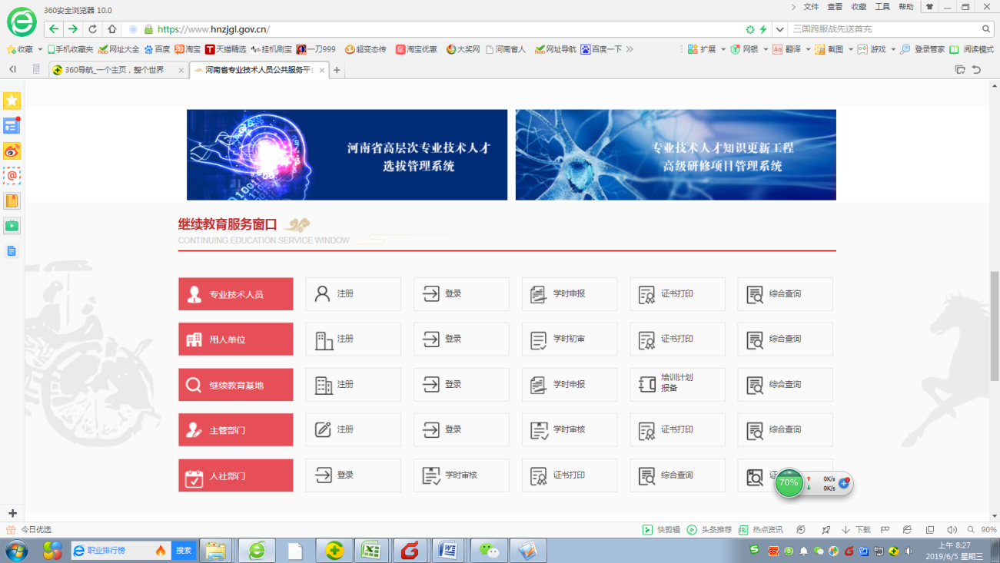 360安全浏览器 10.0
文件 查看 收藏 工具 帮助
https://www.hnzjgl.gov.cn/
三国跨服战先送首充
收藏 手机收藏夹 网址大全 百度 淘宝 天猫精选 挂机刷宝 一刀999 超变态传 淘宝优惠 大奖网 河南省人 网址导航 百度一下 扩展 网银 翻译 截图 游戏 登录管家 阅读模式
360导航_一个主页，整个世界 河南省专业技术人员公共服务平台
河南省高层次专业技术人才
选拔管理系统
专业技术人才知识更新工程
高级研修项目管理系统
继续教育服务窗口
CONTINUING EDUCATION SERVICE WINDOW
专业技术人员 注册 登录 学时申报 证书打印 综合查询
用人单位 注册 登录 学时初审 证书打印 综合查询
继续教育基地 注册 登录 学时申报 培训计划
报备 综合查询
主管部门 注册 登录 学时审核 证书打印 综合查询
人社部门 登录 学时审核 证书打印 综合查询
70% 0K/s
0K/s
今日优选 快剪辑 头条推荐 热点资讯 下载 90%
职业排行榜 搜索
上午 8:27
2019/6/5 星期三